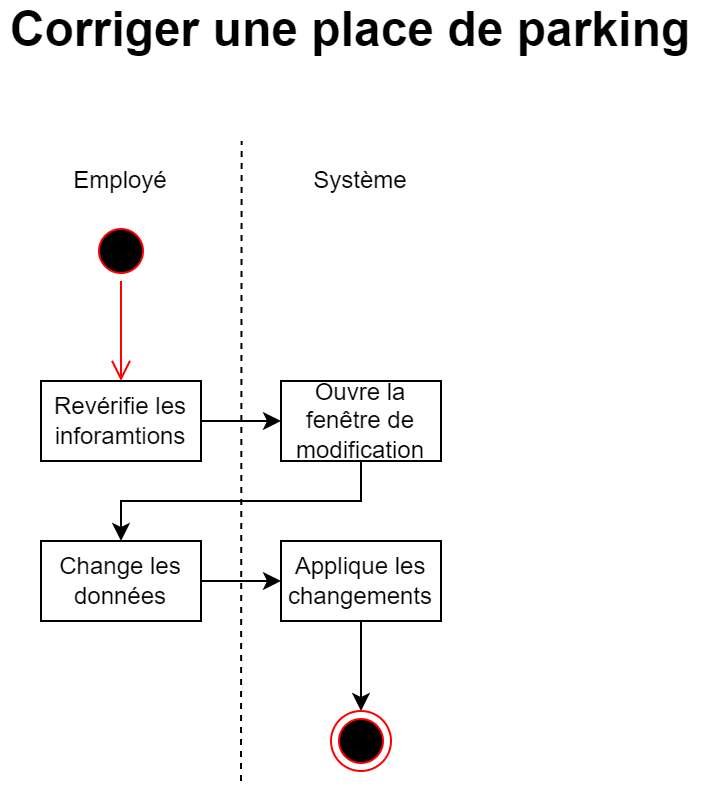 Corriger une place de parking
Employé
Système
Revérifie les
inforamtions
Ouvre la
fenêtre de
modification
Change les
données
Applique les
changements